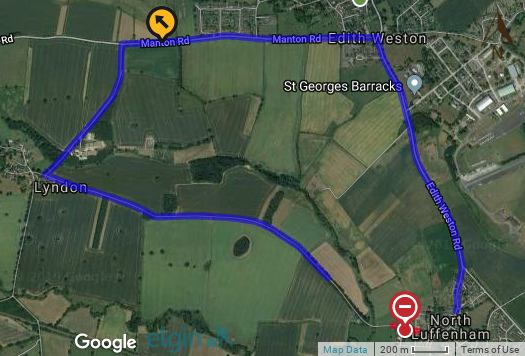 Rd
Manton Rd
Manton Rd
Edith Weston
St Georges Barracks
Lyndon
Edith Weston Rd
North
Luffenham
Google
elgin
Map Data
200 m
Terms of Use